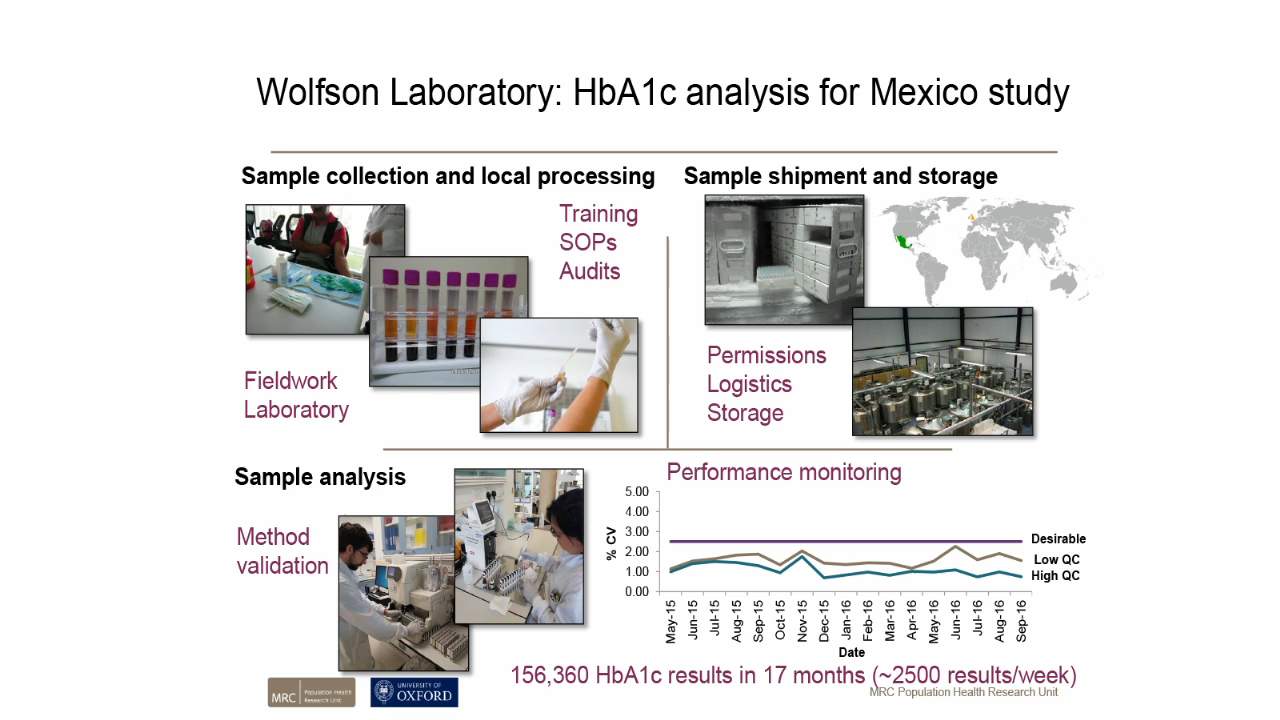 Wolfson Laboratory: HbA1c analysis for Mexico study
Sample collection and local processing
Training
SOPs
Audits
Fieldwork
Laboratory
Sample shipment and storage
Permissions
Logistics
Storage
Sample analysis
Method
validation
Performance monitoring
5.00
4.00
3.00
2.00
1.00
0.00
% CV
Desirable
Low QC
High QC
May-15
Jun-15
Jul-15
Aug-15
Sep-15
Oct-15
Nov-15
Dec-15
Jan-16
Feb-16
Mar-16
Apr-16
May-16
Jun-16
Jul-16
Aug-16
Sep-16
Date
156,360 HbA1c results in 17 months (~2500 results/week)
MRC Population Health Research Unit
MRC
Population Health
Research Unit
UNIVERSITY OF
OXFORD